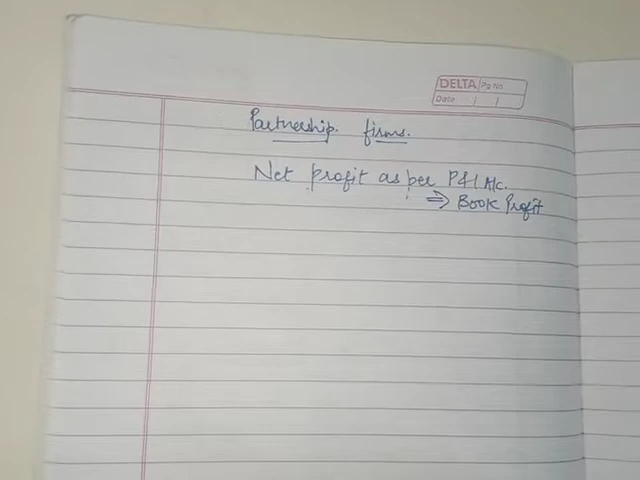 DELTA Pg No.
Date / /
Partnership firms.
Net profit as per P&L A/c.
⇒ Book Profit